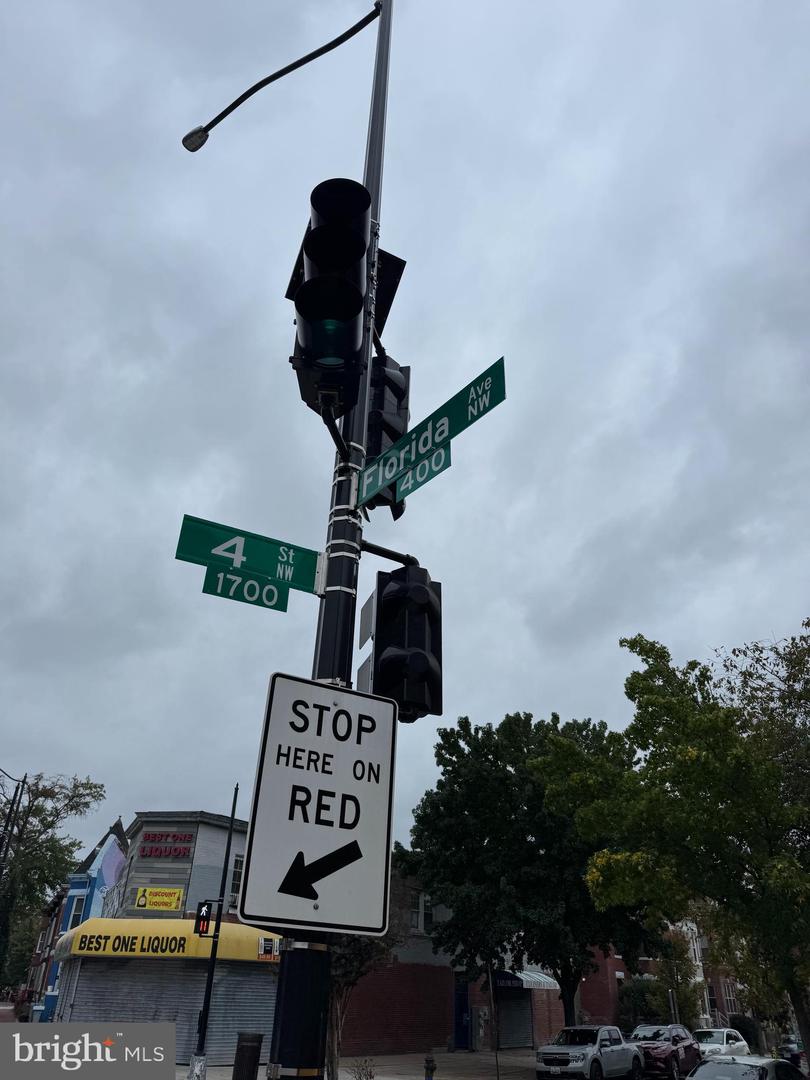 Florida Ave NW
400
4 St NW
1700
STOP
HERE ON
RED
BEST ONE
LIQUOR
DISCOUNT
LIQUORS
BEST ONE LIQUOR
bright MLS